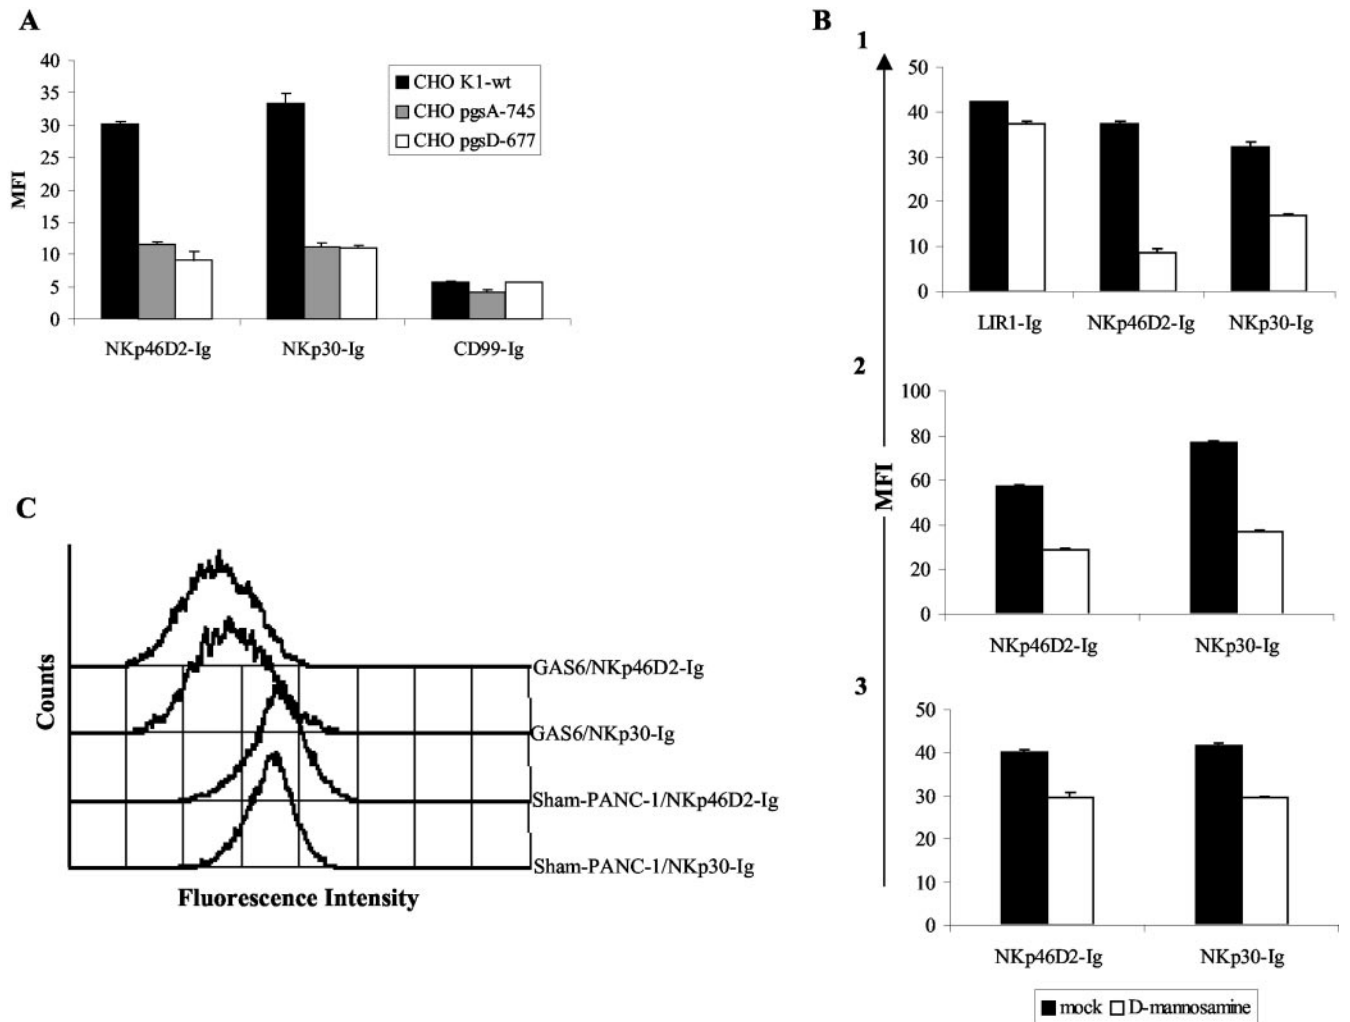 A
40
35
30
25
20
15
10
5
0
MFI
CHO K1-wt
CHO pgsA-745
CHO pgsD-677
NKp46D2-Ig
NKp30-Ig
CD99-Ig
B
1
50
40
30
20
10
0
LIR1-Ig
NKp46D2-Ig
NKp30-Ig
2
100
80
60
40
20
0
MFI
NKp46D2-Ig
NKp30-Ig
3
50
40
30
20
10
0
NKp46D2-Ig
NKp30-Ig
mock
D-mannosamine
C
Counts
GAS6/NKp46D2-Ig
GAS6/NKp30-Ig
Sham-PANC-1/NKp46D2-Ig
Sham-PANC-1/NKp30-Ig
Fluorescence Intensity